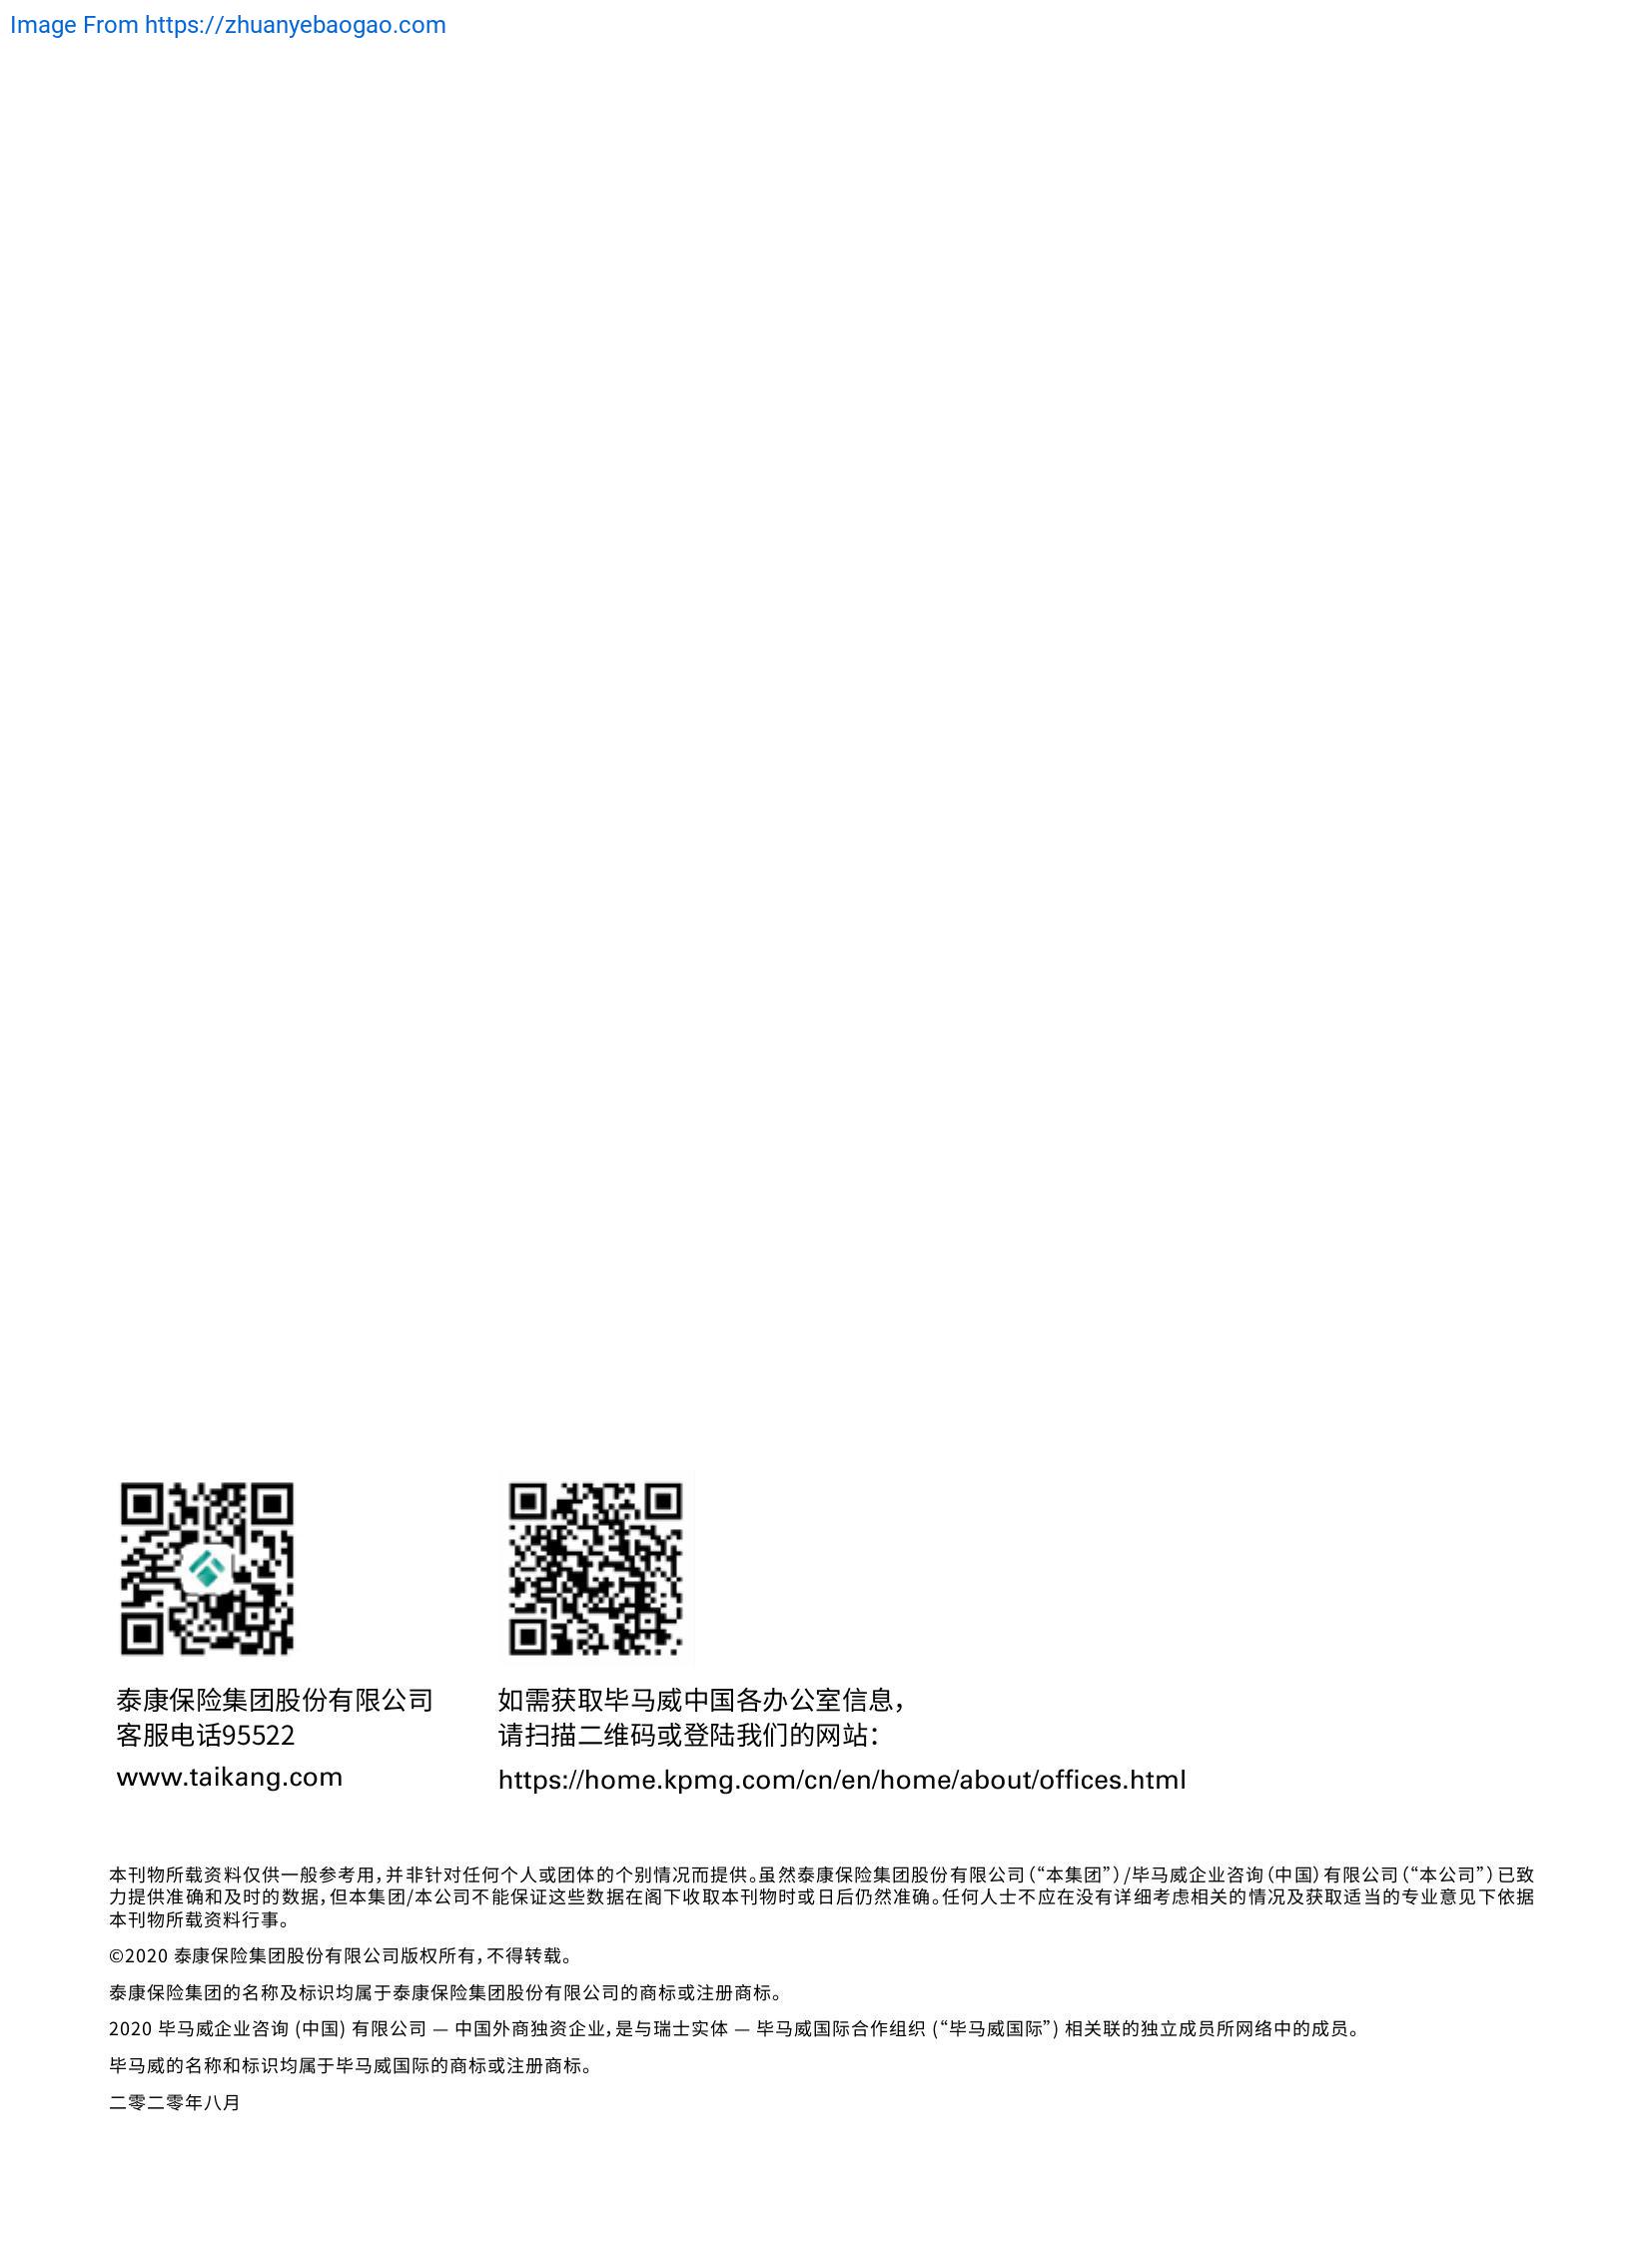 Image From https://zhuanyebaogao.com
泰康保险集团股份有限公司
客服电话95522
www.taikang.com
如需获取毕马威中国各办公室信息，
请扫描二维码或登陆我们的网站：
https://home.kpmg.com/cn/en/home/about/offices.html
本刊物所载资料仅供一般参考用，并非针对任何个人或团体的个别情况而提供。虽然泰康保险集团股份有限公司（“本集团”）/毕马威企业咨询（中国）有限公司（“本公司”）已致
力提供准确和及时的数据，但本集团/本公司不能保证这些数据在阁下收取本刊物时或日后仍然准确。任何人士不应在没有详细考虑相关的情况及获取适当的专业意见下依据
本刊物所载资料行事。
©2020 泰康保险集团股份有限公司版权所有，不得转载。
泰康保险集团的名称及标识均属于泰康保险集团股份有限公司的商标或注册商标。
2020 毕马威企业咨询 (中国) 有限公司 — 中国外商独资企业，是与瑞士实体 — 毕马威国际合作组织 (“毕马威国际”) 相关联的独立成员所网络中的成员。
毕马威的名称和标识均属于毕马威国际的商标或注册商标。
二零二零年八月